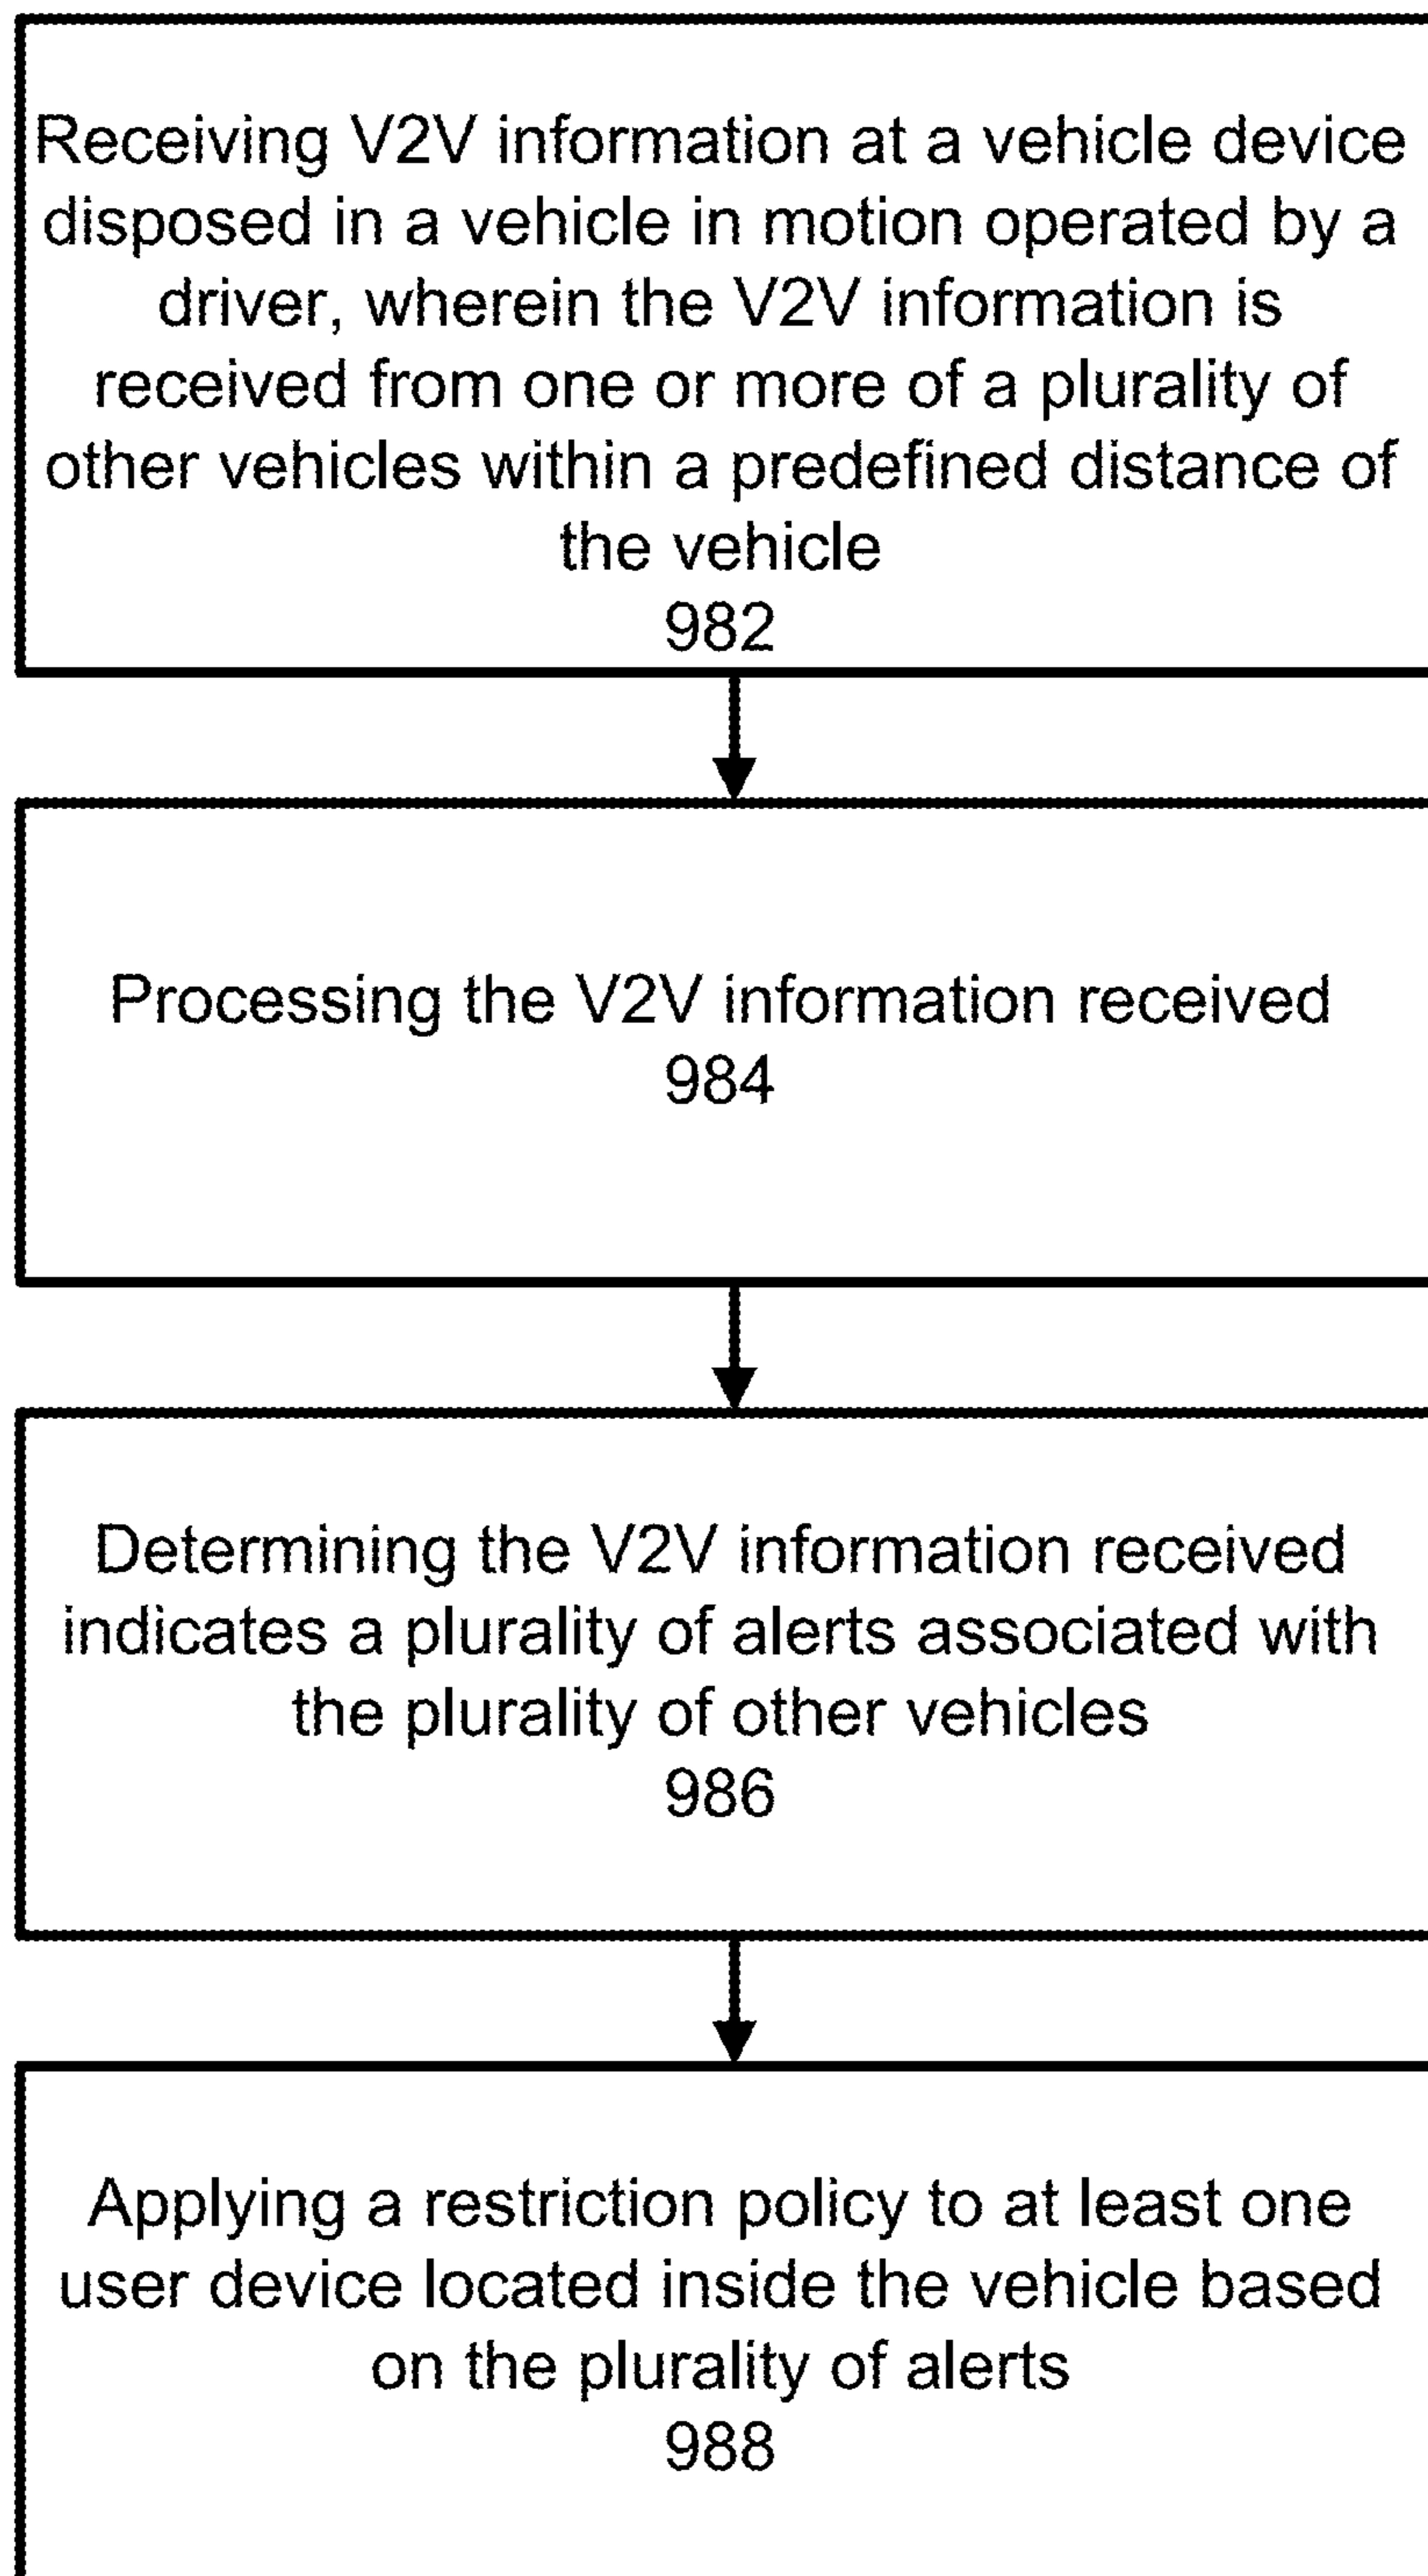 Receiving V2V information at a vehicle device
disposed in a vehicle in motion operated by a
driver, wherein the V2V information is
received from one or more of a plurality of
other vehicles within a predefined distance of
the vehicle
982
Processing the V2V information received
984
Determining the V2V information received
indicates a plurality of alerts associated with
the plurality of other vehicles
986
Applying a restriction policy to at least one
user device located inside the vehicle based
on the plurality of alerts
988